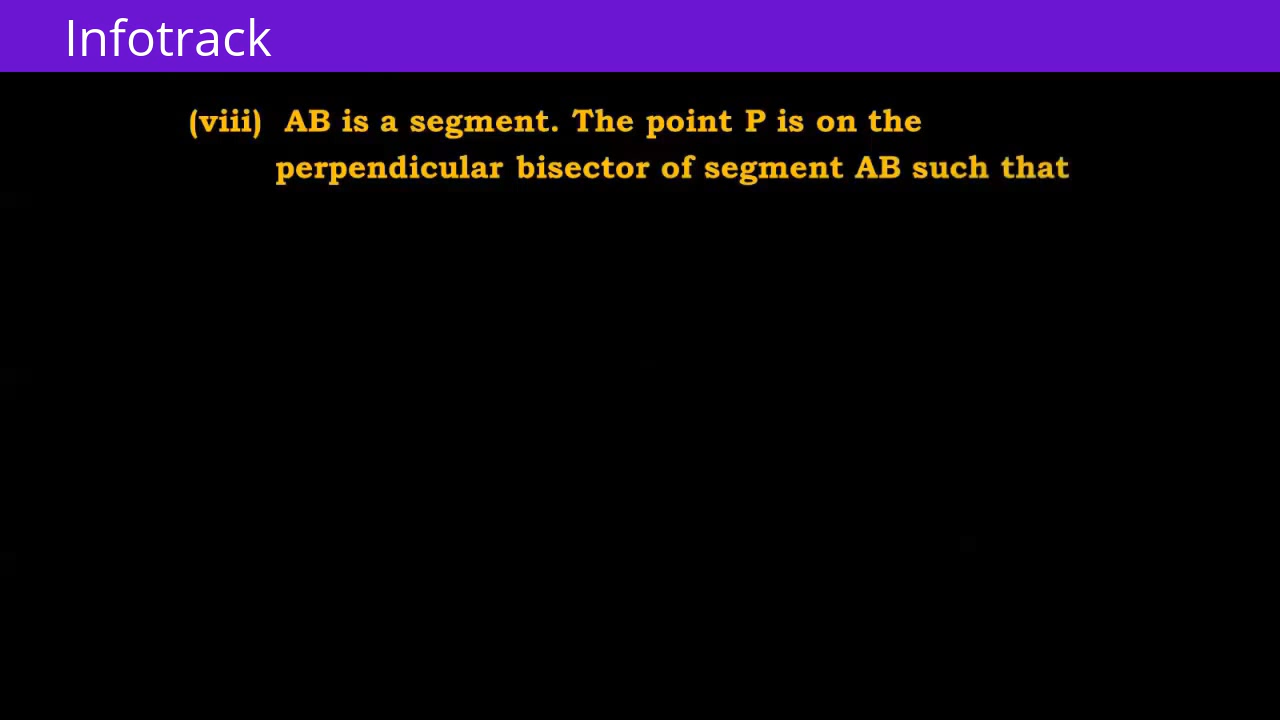 Infotrack
(viii) AB is a segment. The point P is on the
perpendicular bisector of segment AB such that